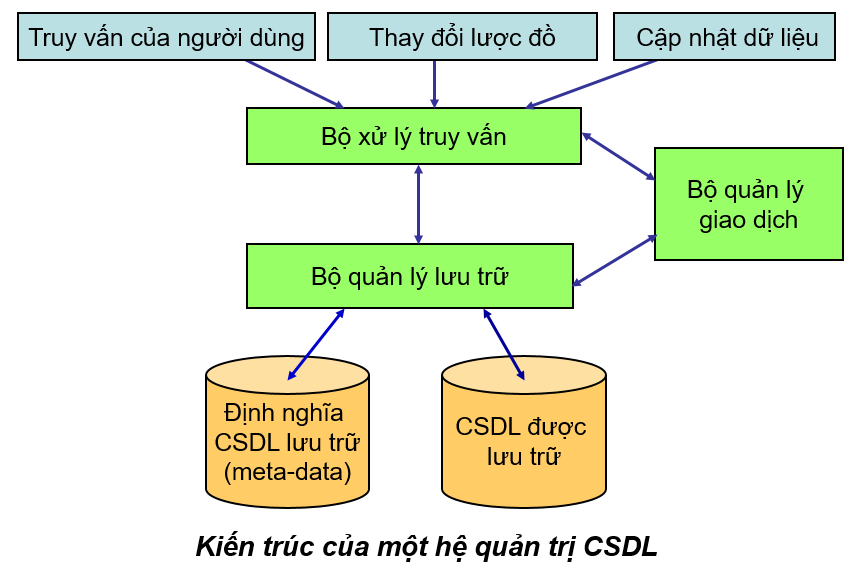 Truy vấn của người dùng
Thay đổi lược đồ
Cập nhật dữ liệu
Bộ xử lý truy vấn
Bộ quản lý
giao dịch
Bộ quản lý lưu trữ
Định nghĩa
CSDL lưu trữ
(meta-data)
CSDL được
lưu trữ
Kiến trúc của một hệ quản trị CSDL